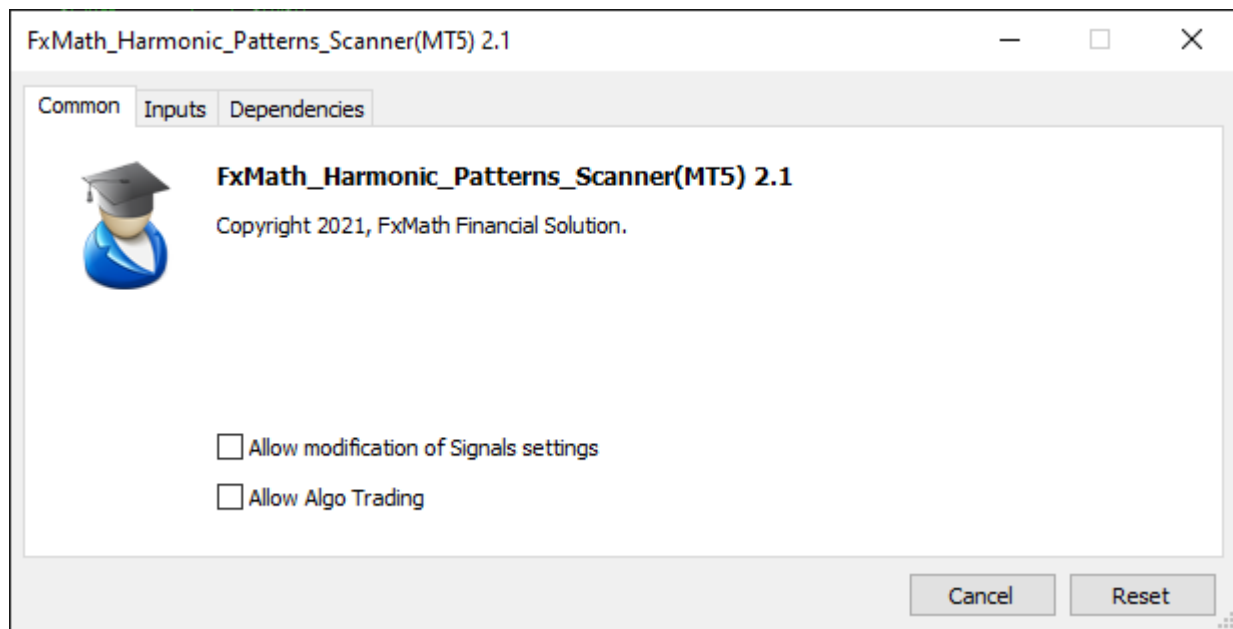 FxMath_Harmonic_Patterns_Scanner(MT5) 2.1
Common Inputs Dependencies
FxMath_Harmonic_Patterns_Scanner(MT5) 2.1
Copyright 2021, FxMath Financial Solution.
Allow modification of Signals settings
Allow Algo Trading
Cancel Reset